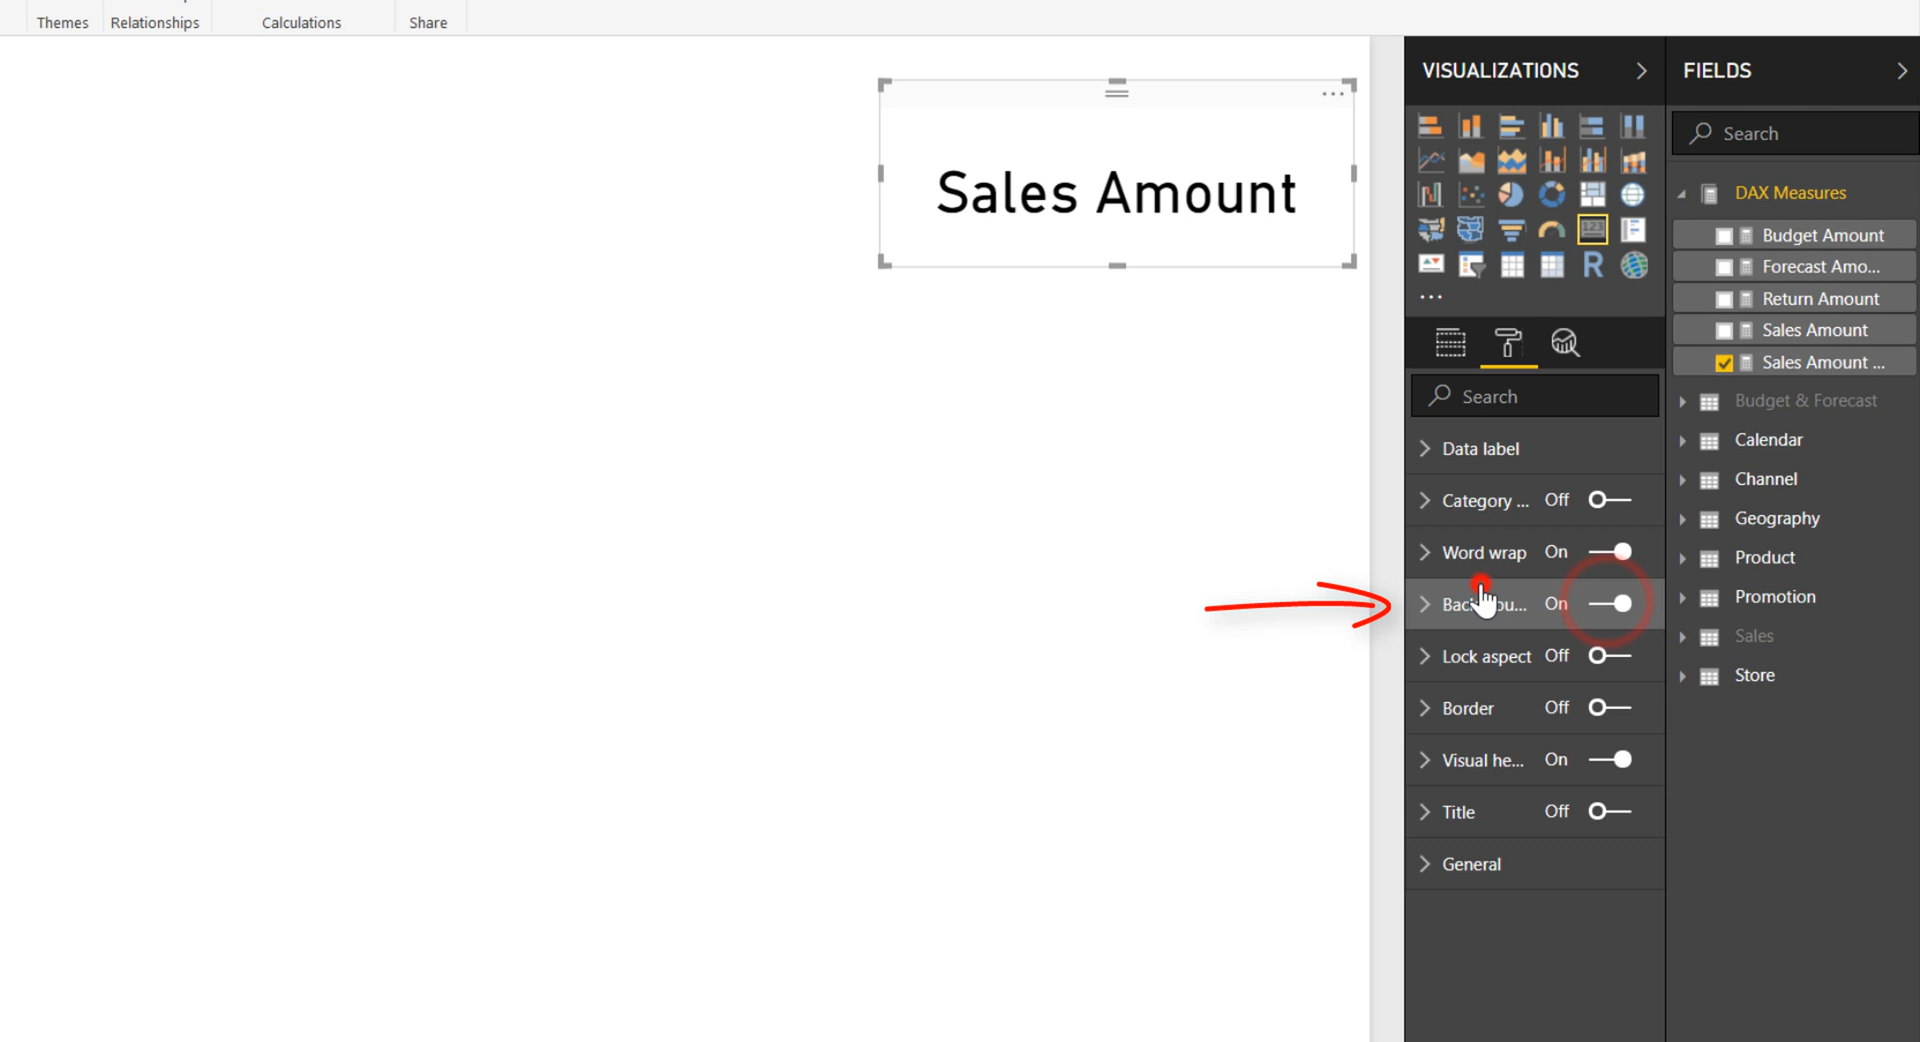 Themes
Relationships
Calculations
Share
Sales Amount
VISUALIZATIONS
R
Search
Data label
Category ... Off
Word wrap On
On
Lock aspect Off
Border Off
Visual he... On
Title Off
General
FIELDS
Search
DAX Measures
Budget Amount
Forecast Amo...
Return Amount
Sales Amount
Sales Amount ...
Budget & Forecast
Calendar
Channel
Geography
Product
Promotion
Sales
Store